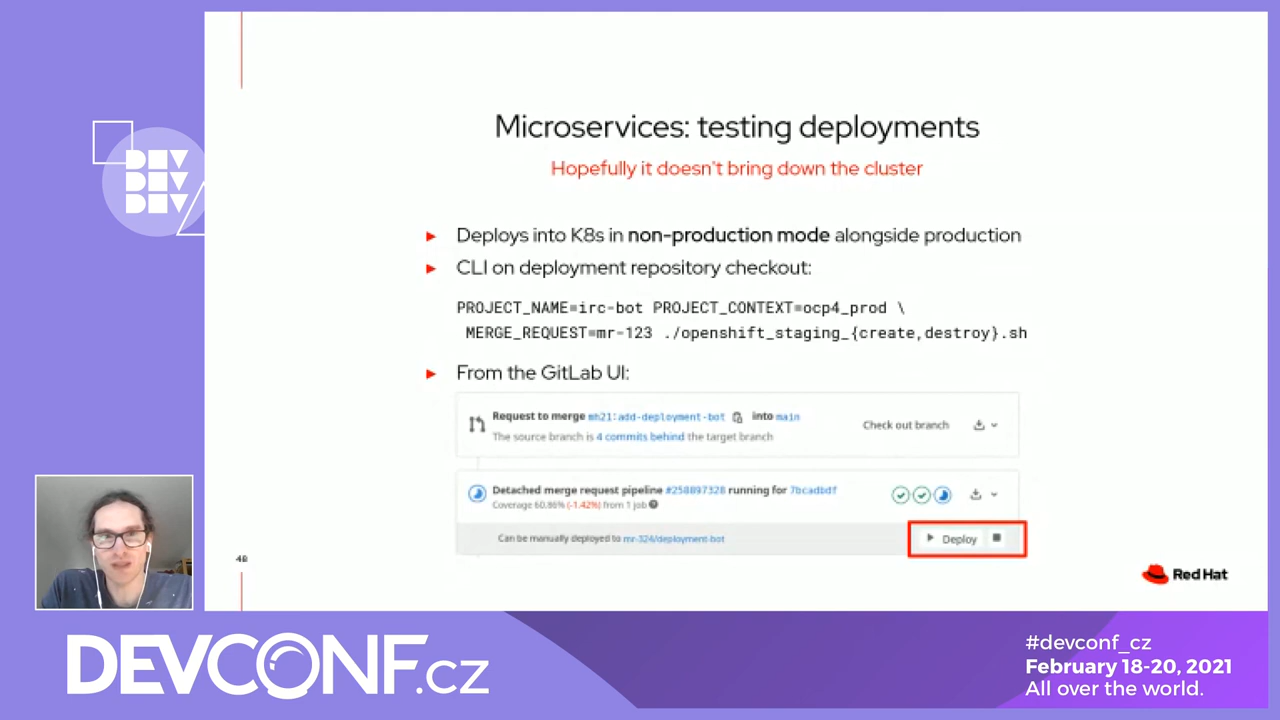 DEV
DEV
DEV
Microservices: testing deployments
Hopefully it doesn't bring down the cluster
► Deploys into K8s in non-production mode alongside production
► CLI on deployment repository checkout:
PROJECT_NAME=irc-bot PROJECT_CONTEXT=ocp4_prod \
MERGE_REQUEST=mr-123 ./openshift_staging_{create,destroy}.sh
► From the GitLab UI:
Request to merge mh21:add-deployment-bot into main
Check out branch
The source branch is 4 commits behind the target branch
Detached merge request pipeline #258897328 running for 7bcadbdf
Coverage 60.86% (-1.42%) from 1 job
Can be manually deployed to mr-324/deployment-bot
Deploy
Red Hat
DEVCONF.cz
#devconf_cz
February 18-20, 2021
All over the world.